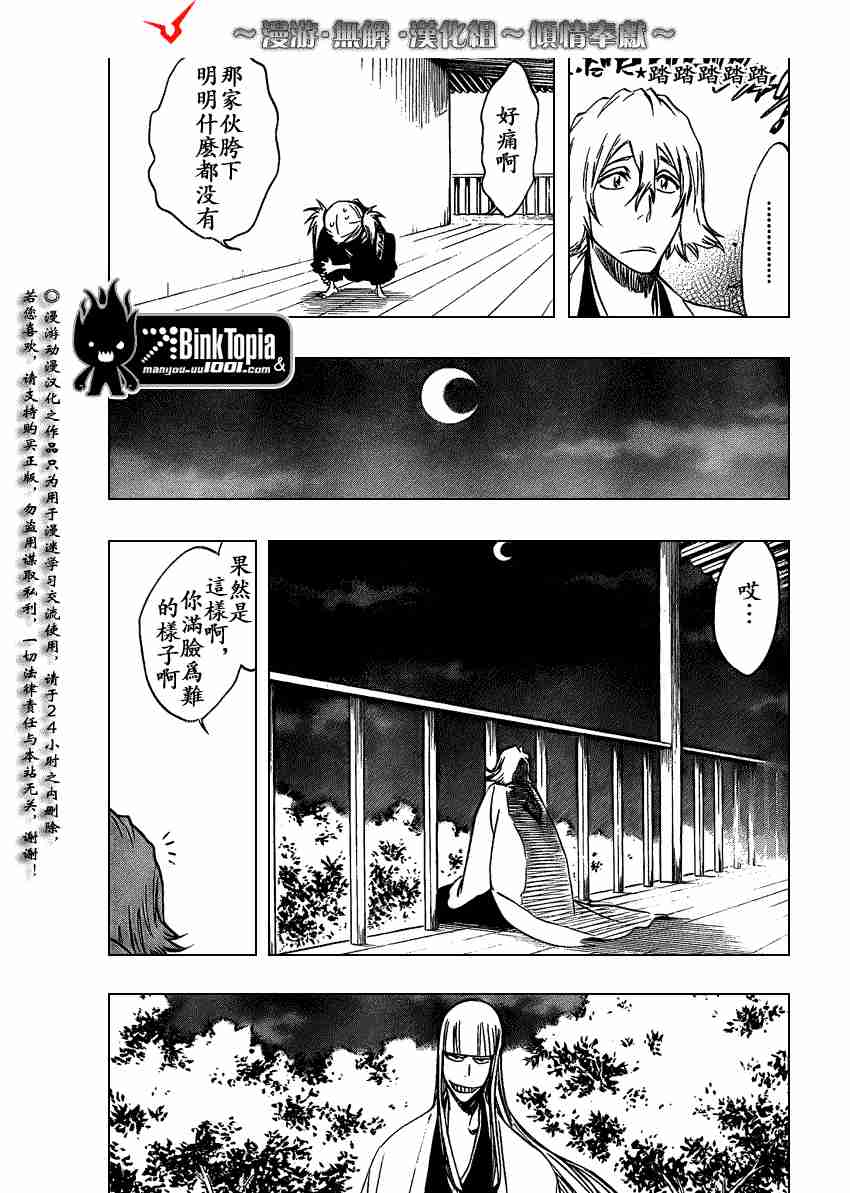 ~漫游·無解·漢化組~傾情奉獻~
★踏踏踏踏踏
…………
好痛啊
那家伙胯下
明明什麽都没有
BinkTopia
manjou-uu1001.com &
哎…
果然是
這樣啊，
你滿臉爲難
的樣子啊
◎漫游动漫汉化之作品只为用于漫迷学习交流使用，请于24小时之内删除，
若您喜欢，请支持购买正版，勿盗用谋取私利，一切法律责任与本站无关，谢谢！